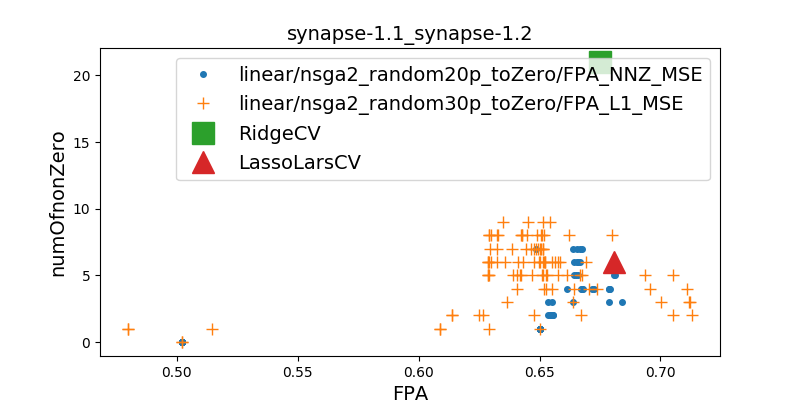 synapse-1.1_synapse-1.2
linear/nsga2_random20p_toZero/FPA_NNZ_MSE
linear/nsga2_random30p_toZero/FPA_L1_MSE
RidgeCV
LassoLarsCV
numOfnonZero
20
15
10
5
0
0.50 0.55 0.60 0.65 0.70
FPA